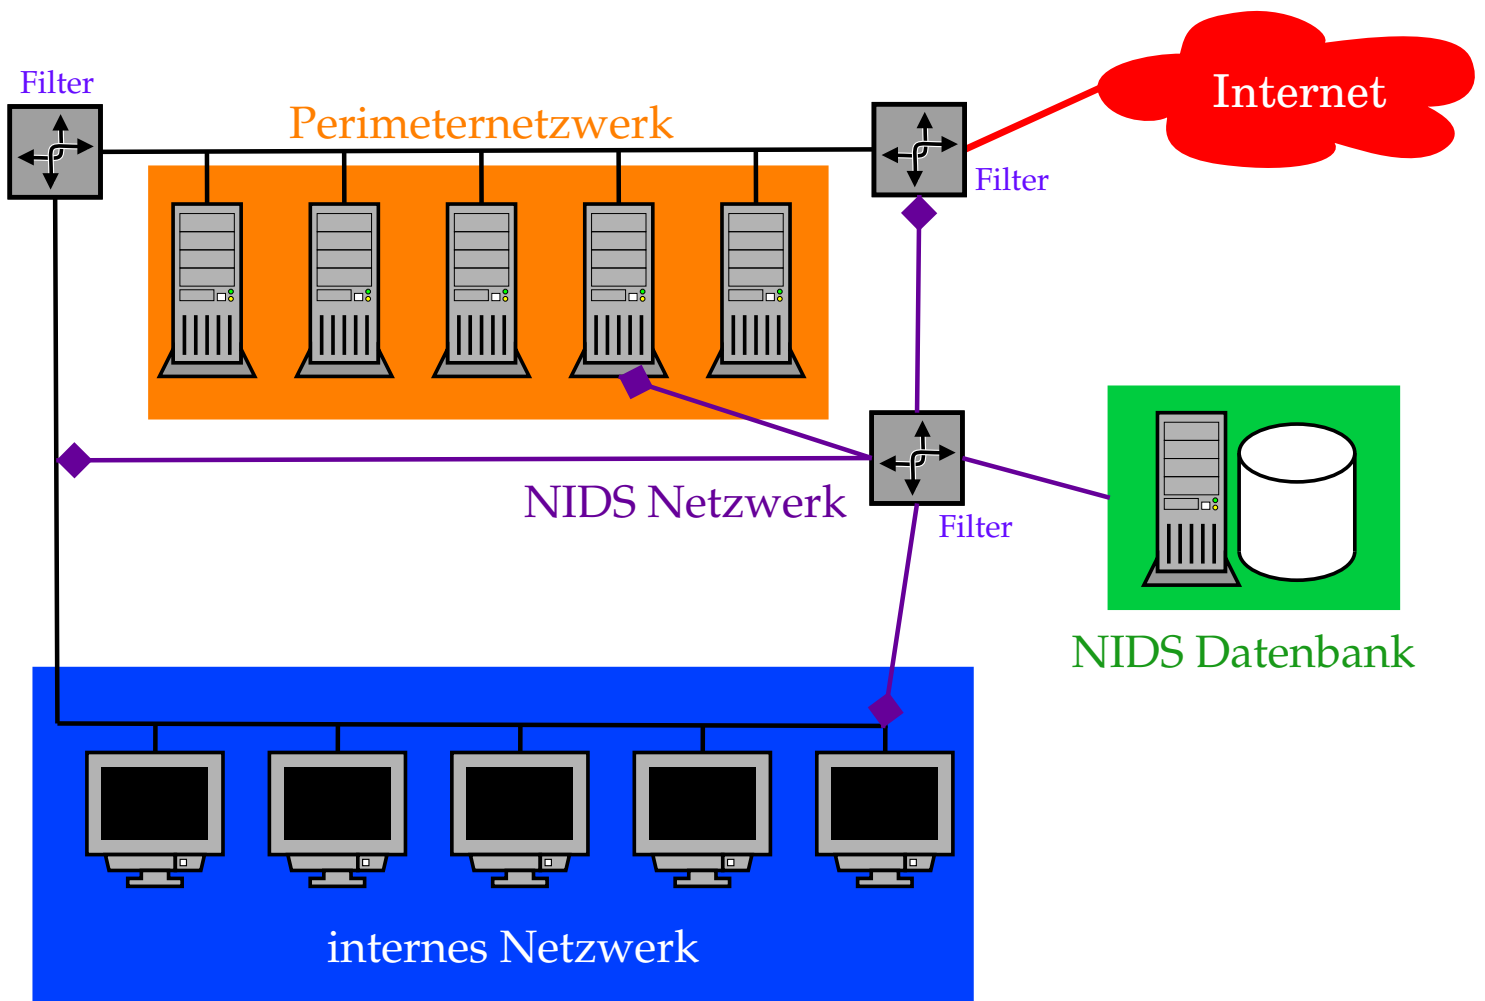 Filter
Perimeternetzwerk
Internet
Filter
NIDS Netzwerk
Filter
NIDS Datenbank
internes Netzwerk